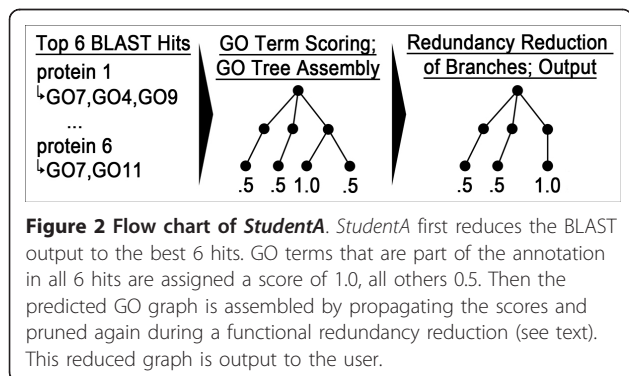 Top 6 BLAST Hits
protein 1
↳GO7,GO4,GO9
...
protein 6
↳GO7,GO11
GO Term Scoring;
GO Tree Assembly
.5 .5 1.0 .5
Redundancy Reduction
of Branches; Output
.5 .5 1.0
Figure 2 Flow chart of StudentA. StudentA first reduces the BLAST
output to the best 6 hits. GO terms that are part of the annotation
in all 6 hits are assigned a score of 1.0, all others 0.5. Then the
predicted GO graph is assembled by propagating the scores and
pruned again during a functional redundancy reduction (see text).
This reduced graph is output to the user.